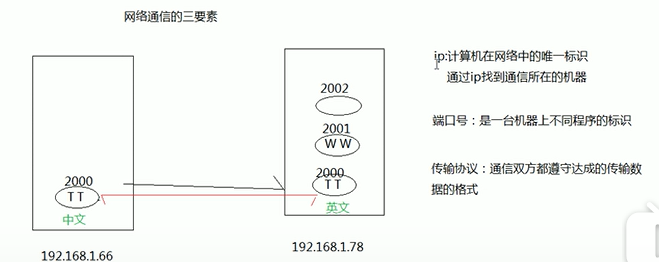 网络通信的三要素
ip:计算机在网络中的唯一标识
通过ip找到通信所在的机器
2002
2001
W W
端口号：是一台机器上不同程序的标识
2000
T T
中文
2000
T T
英文
传输协议：通信双方都遵守达成的传输数
据的格式
192.168.1.66
192.168.1.78